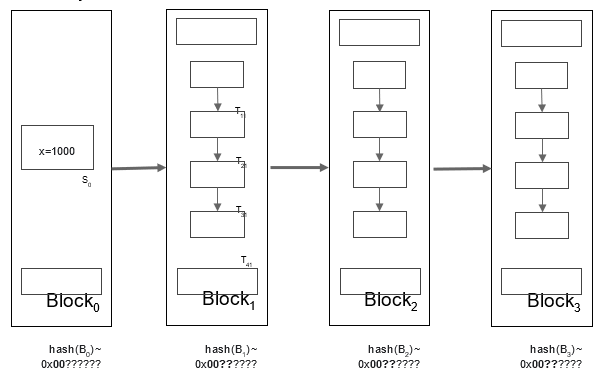 x=1000
S0
T11
T21
T31
T41
Block0
Block1
Block2
Block3
hash(B0)~
0x00??????
hash(B1)~
0x00??????
hash(B2)~
0x00??????
hash(B3)~
0x00??????